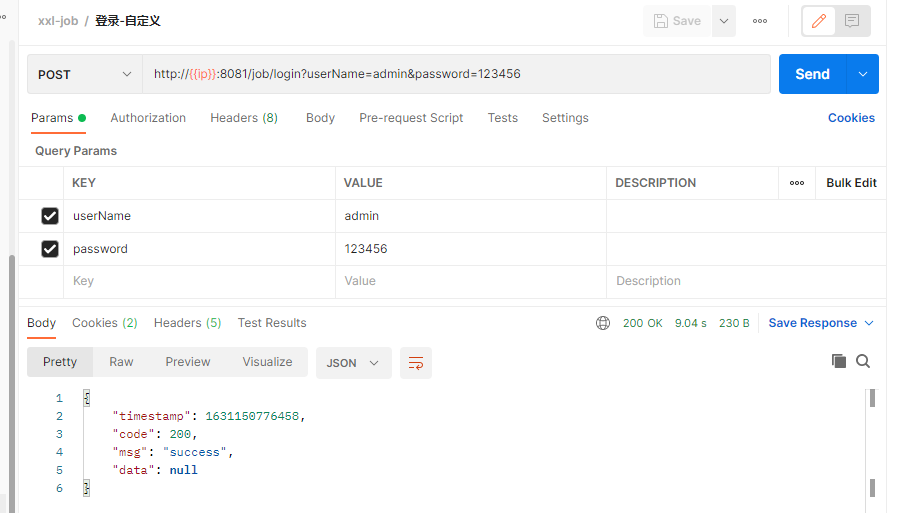 xxl-job / 登录-自定义 Save
POST http://{{ip}}:8081/job/login?userName=admin&password=123456 Send
Params Authorization Headers (8) Body Pre-request Script Tests Settings Cookies
Query Params
KEY VALUE DESCRIPTION Bulk Edit
userName admin
password 123456
Key Value Description
Body Cookies (2) Headers (5) Test Results 200 OK 9.04 s 230 B Save Response
Pretty Raw Preview Visualize JSON
1 {
2 "timestamp": 1631150776458,
3 "code": 200,
4 "msg": "success",
5 "data": null
6 }